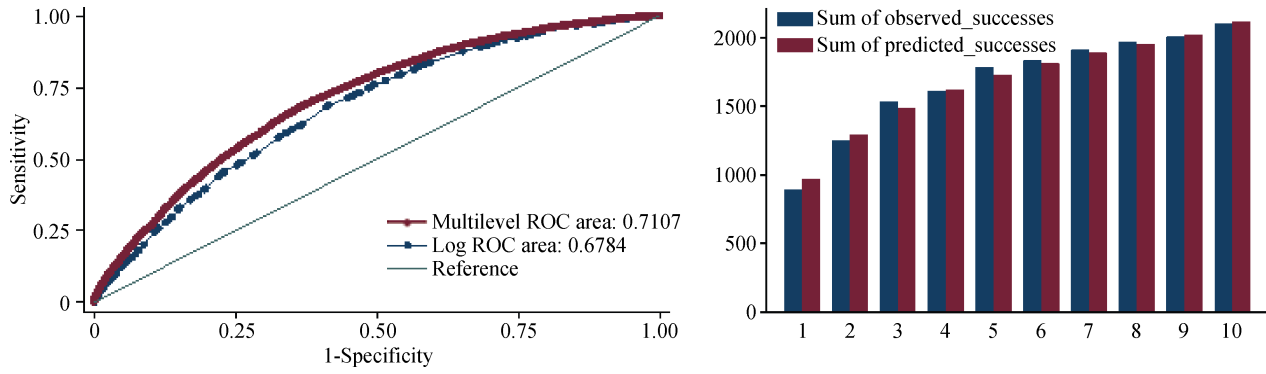 1.00
0.75
0.50
0.25
0
Sensitivity
Multilevel ROC area: 0.7107
Log ROC area: 0.6784
Reference
0 0.25 0.50 0.75 1.00
1-Specificity
Sum of observed_successes
Sum of predicted_successes
2000
1500
1000
500
0
1 2 3 4 5 6 7 8 9 10